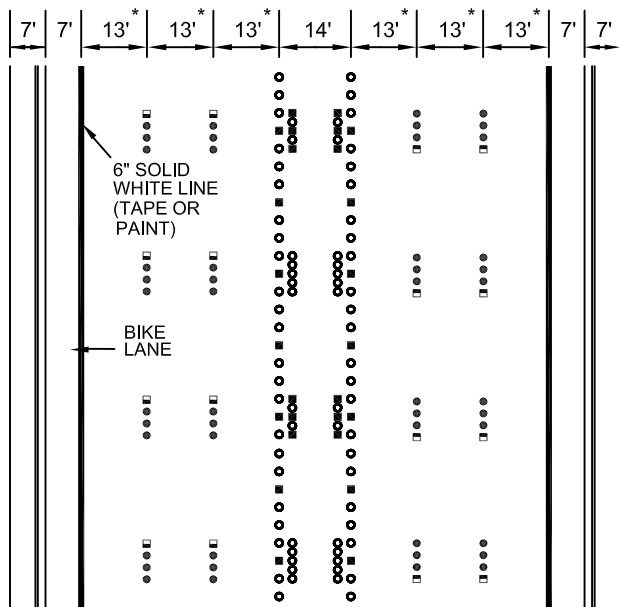 7' 7' 13'* 13'* 13'* 14' 13'* 13'* 13'* 7' 7'
6" SOLID
WHITE LINE
(TAPE OR
PAINT)
BIKE
LANE